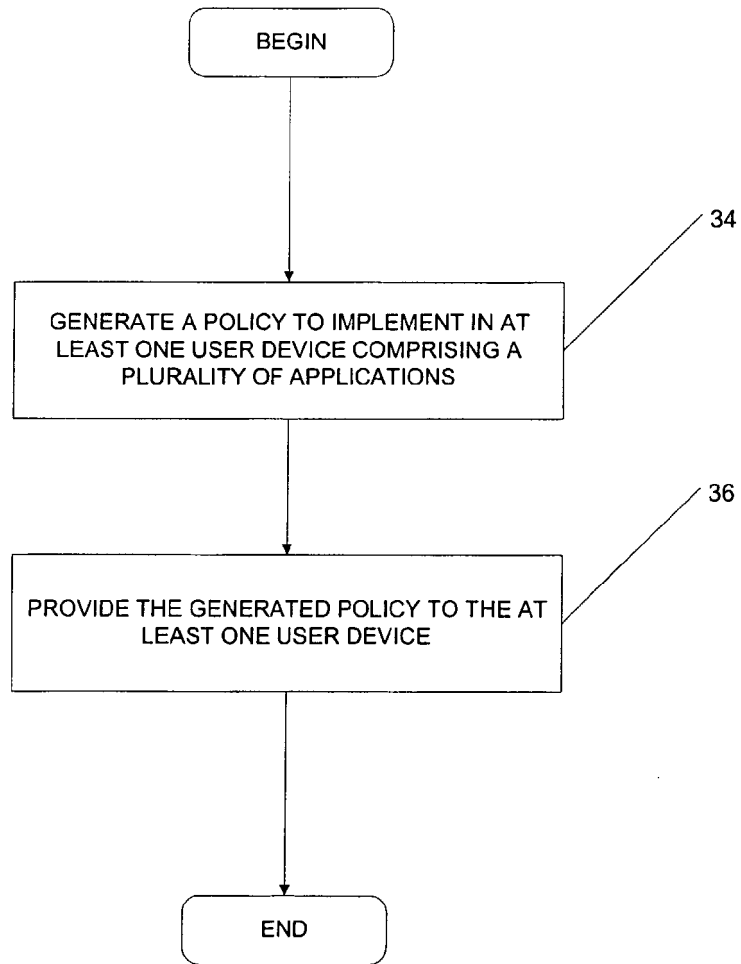 BEGIN
34
GENERATE A POLICY TO IMPLEMENT IN AT
LEAST ONE USER DEVICE COMPRISING A
PLURALITY OF APPLICATIONS
36
PROVIDE THE GENERATED POLICY TO THE AT
LEAST ONE USER DEVICE
END